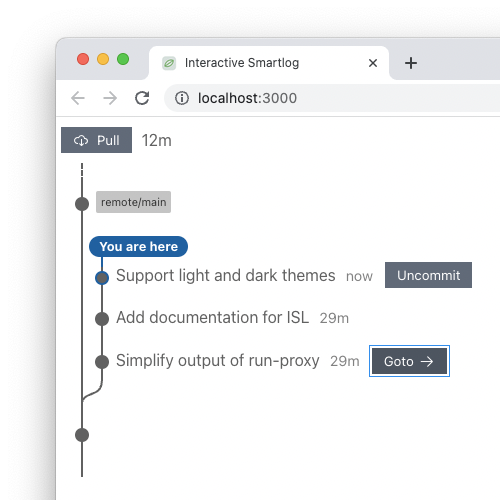 Interactive Smartlog
localhost:3000
Pull 12m
remote/main
You are here
Support light and dark themes now Uncommit
Add documentation for ISL 29m
Simplify output of run-proxy 29m Goto →